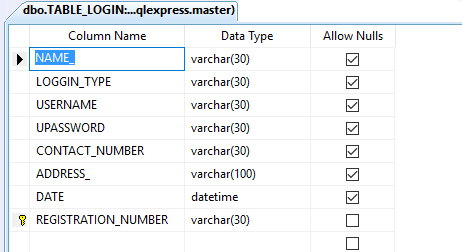 dbo.TABLE_LOGIN:...qlexpress.master)
Column Name Data Type Allow Nulls
NAME_ varchar(30)
LOGGIN_TYPE varchar(30)
USERNAME varchar(30)
UPASSWORD varchar(30)
CONTACT_NUMBER varchar(30)
ADDRESS_ varchar(100)
DATE datetime
REGISTRATION_NUMBER varchar(30)